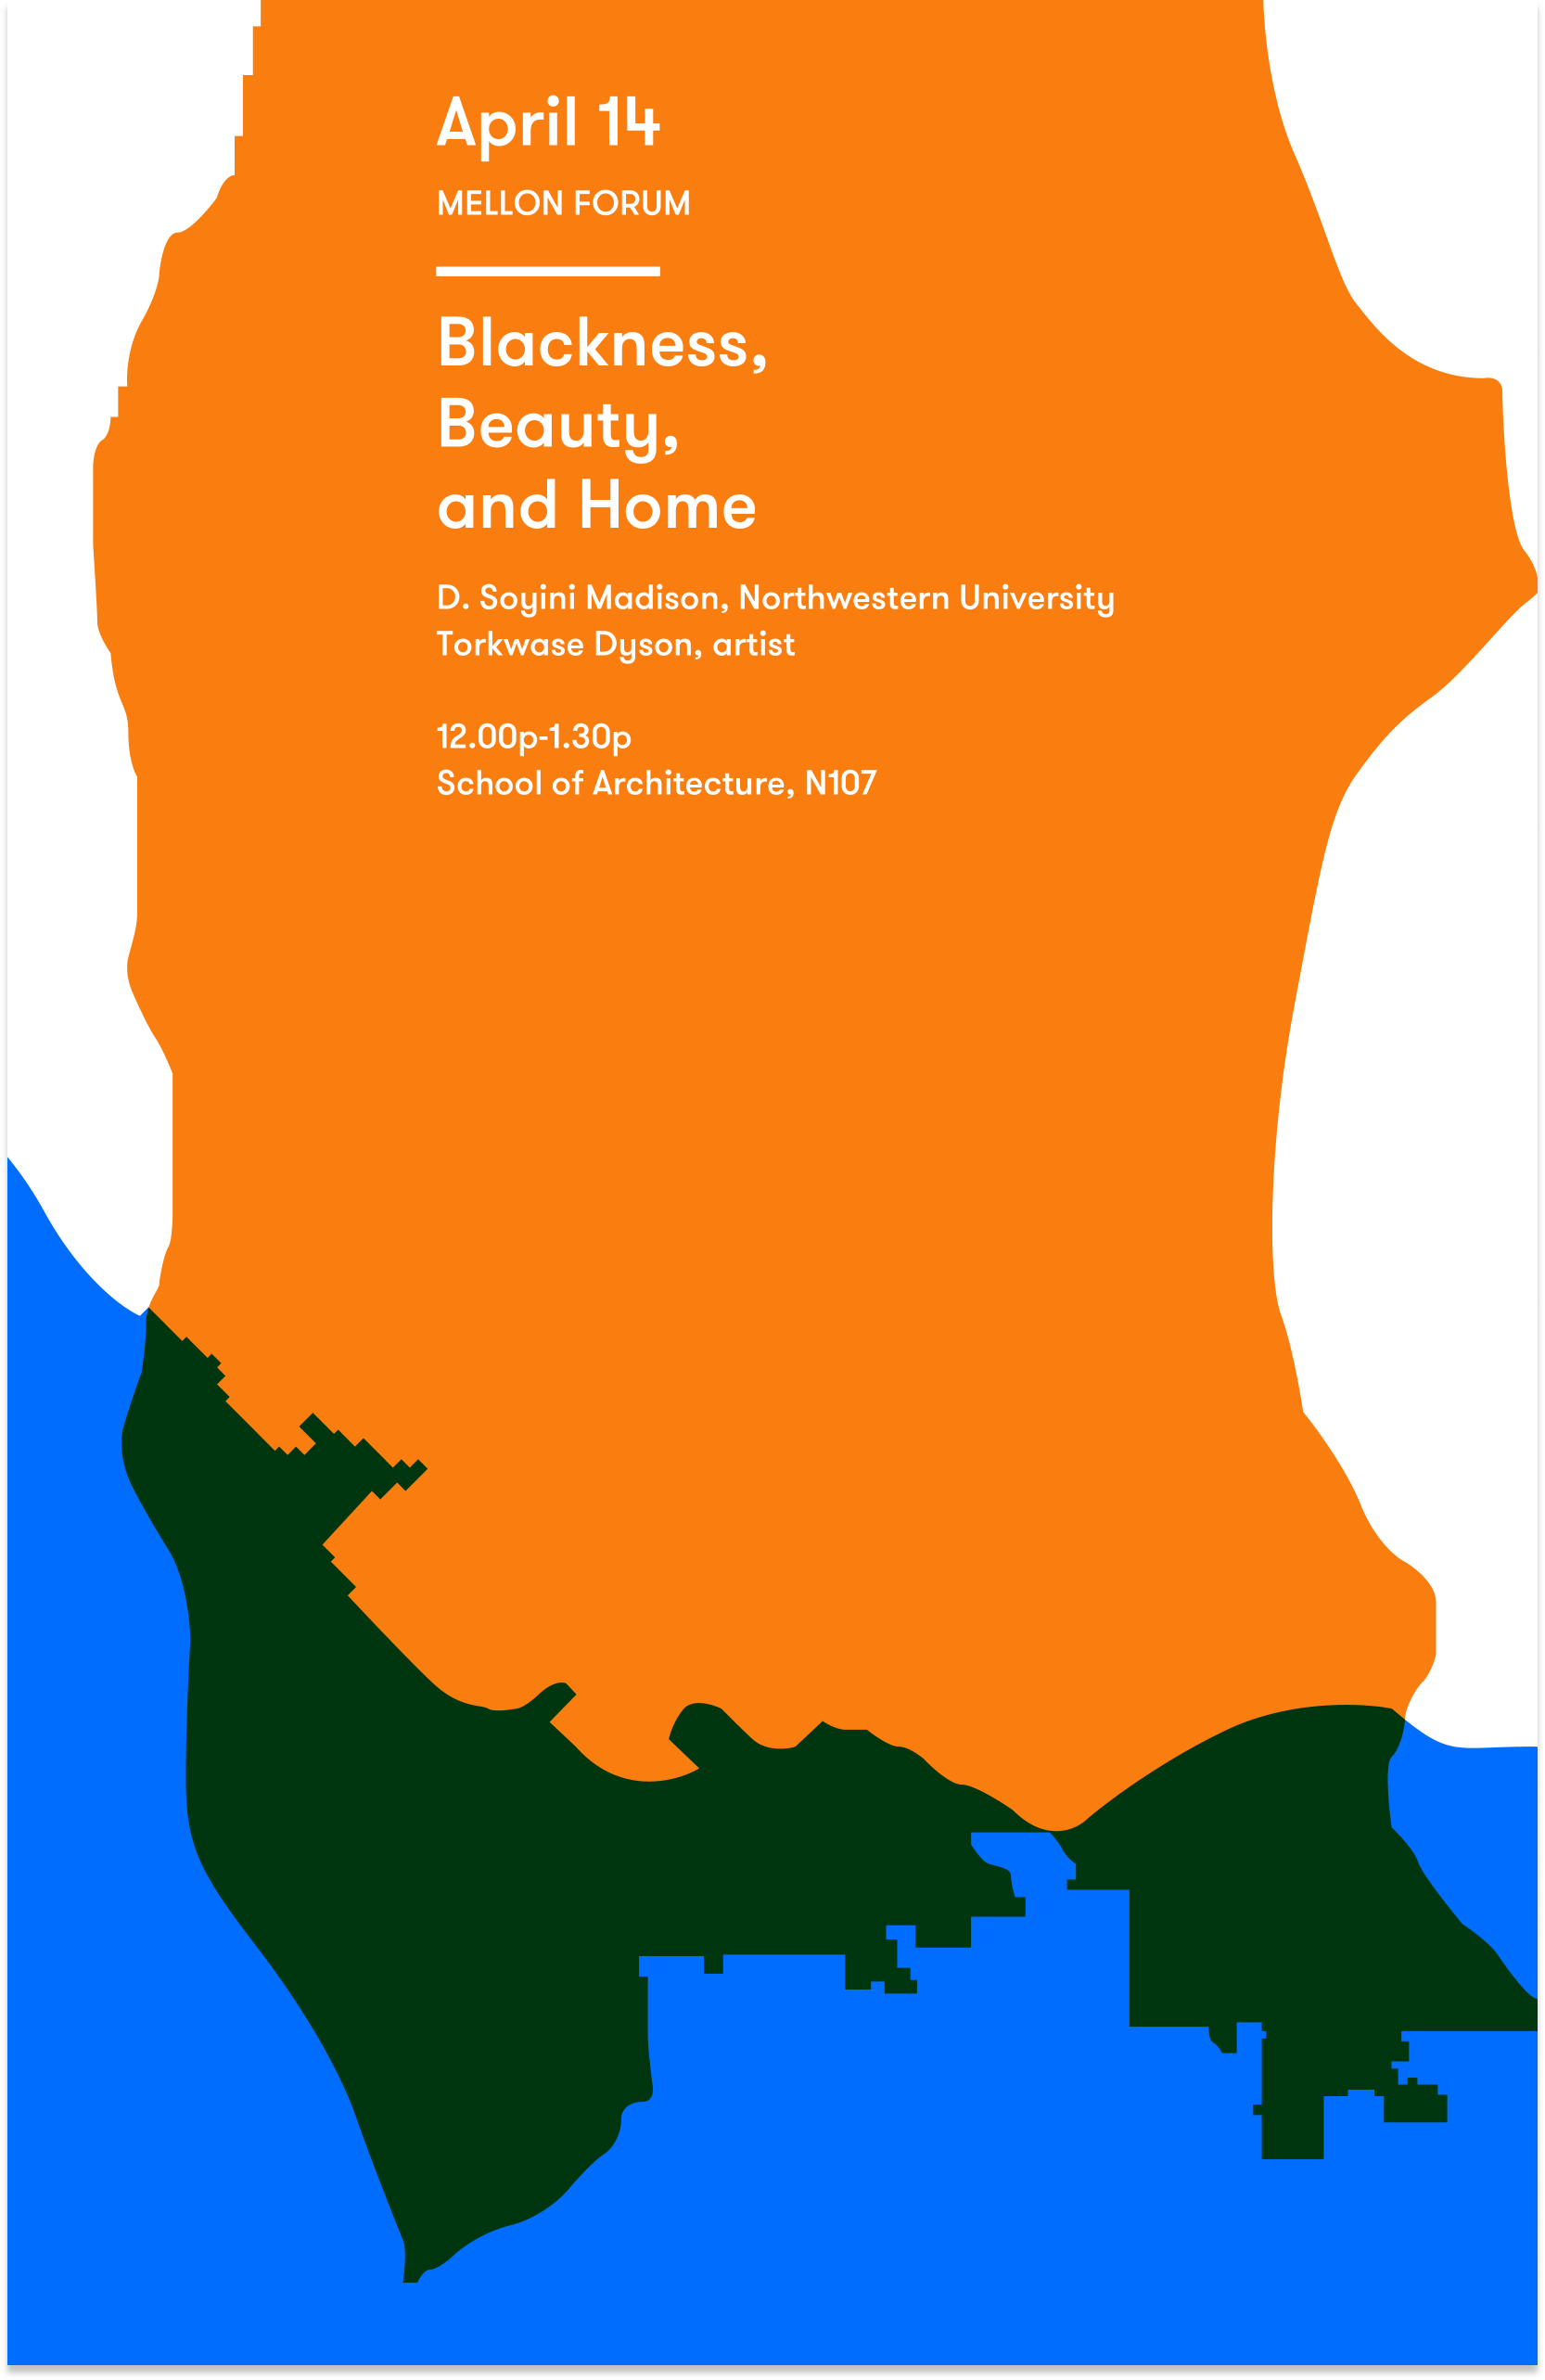 April 14
MELLON FORUM
Blackness,
Beauty,
and Home
D. Soyini Madison, Northwestern University
Torkwase Dyson, artist
12.00p-1.30p
School of Architecture, N107